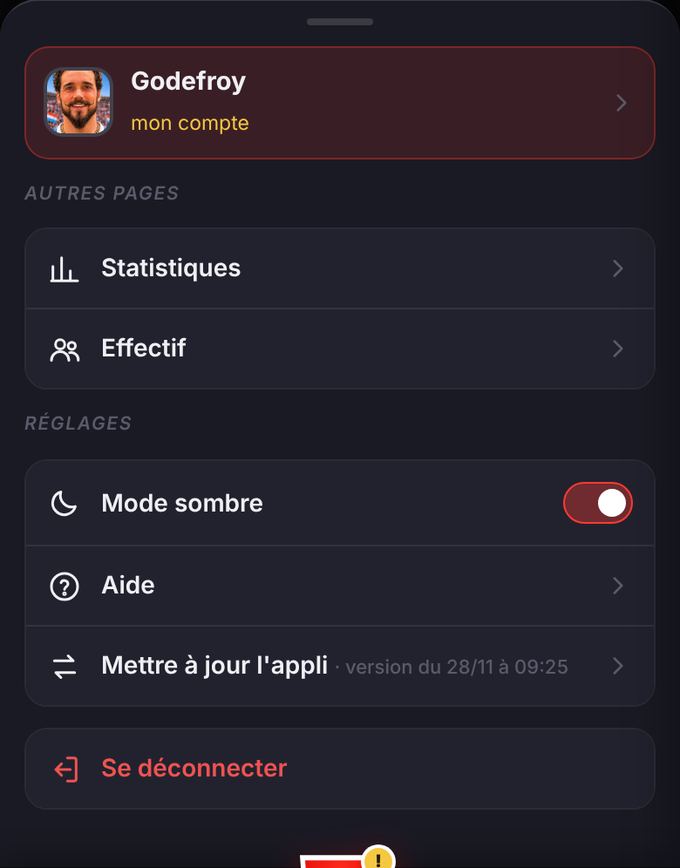 Godefroy
mon compte
AUTRES PAGES
Statistiques
Effectif
RÉGLAGES
Mode sombre
Aide
Mettre à jour l'appli · version du 28/11 à 09:25
Se déconnecter
!